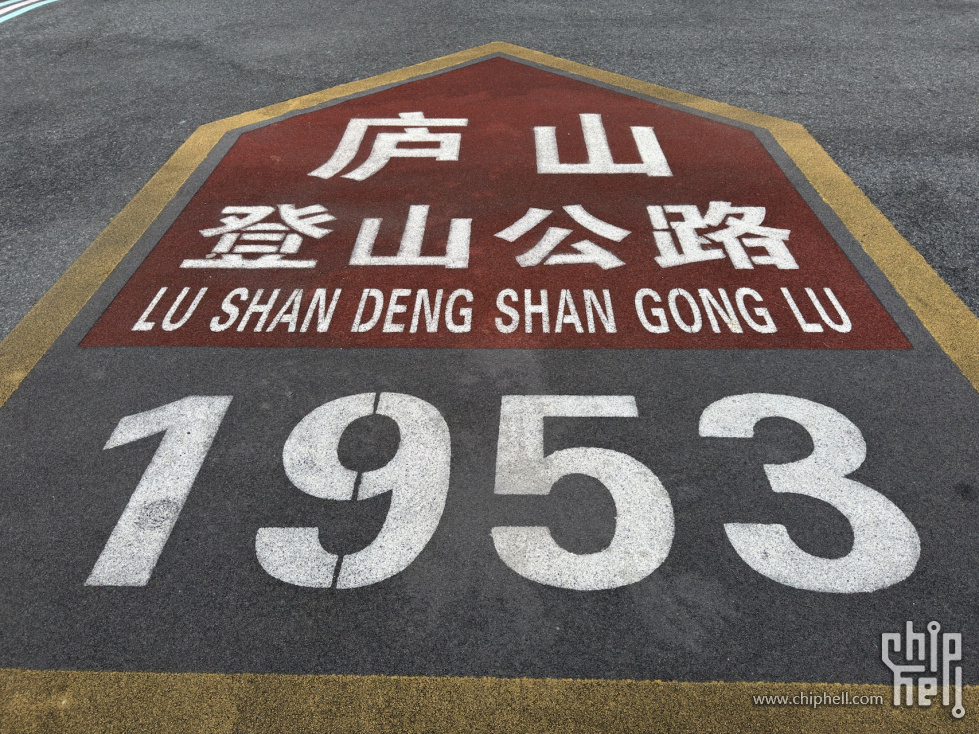 庐山
登山公路
LU SHAN DENG SHAN GONG LU
1953
chip
hell
www.chiphell.com